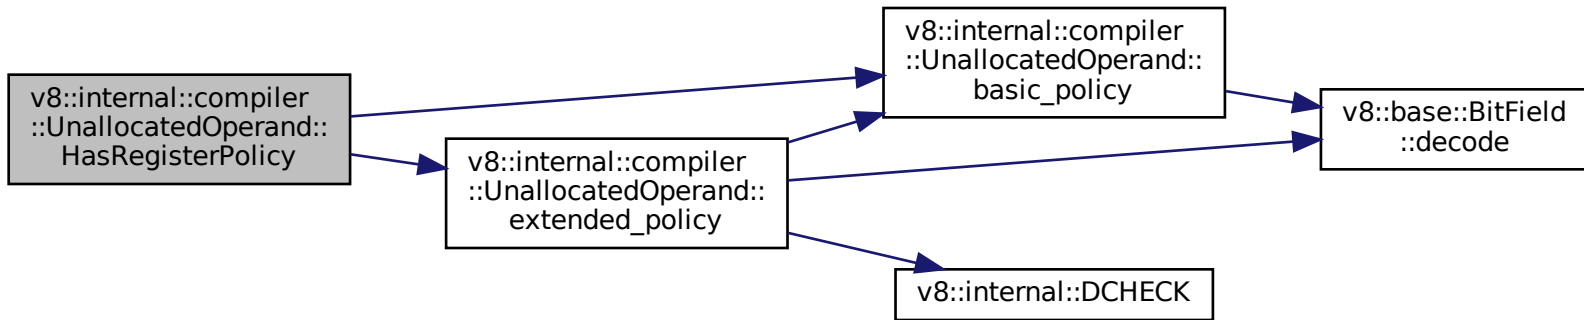 v8::internal::compiler
::UnallocatedOperand::
HasRegisterPolicy
v8::internal::compiler
::UnallocatedOperand::
basic_policy
v8::internal::compiler
::UnallocatedOperand::
extended_policy
v8::base::BitField
::decode
v8::internal::DCHECK